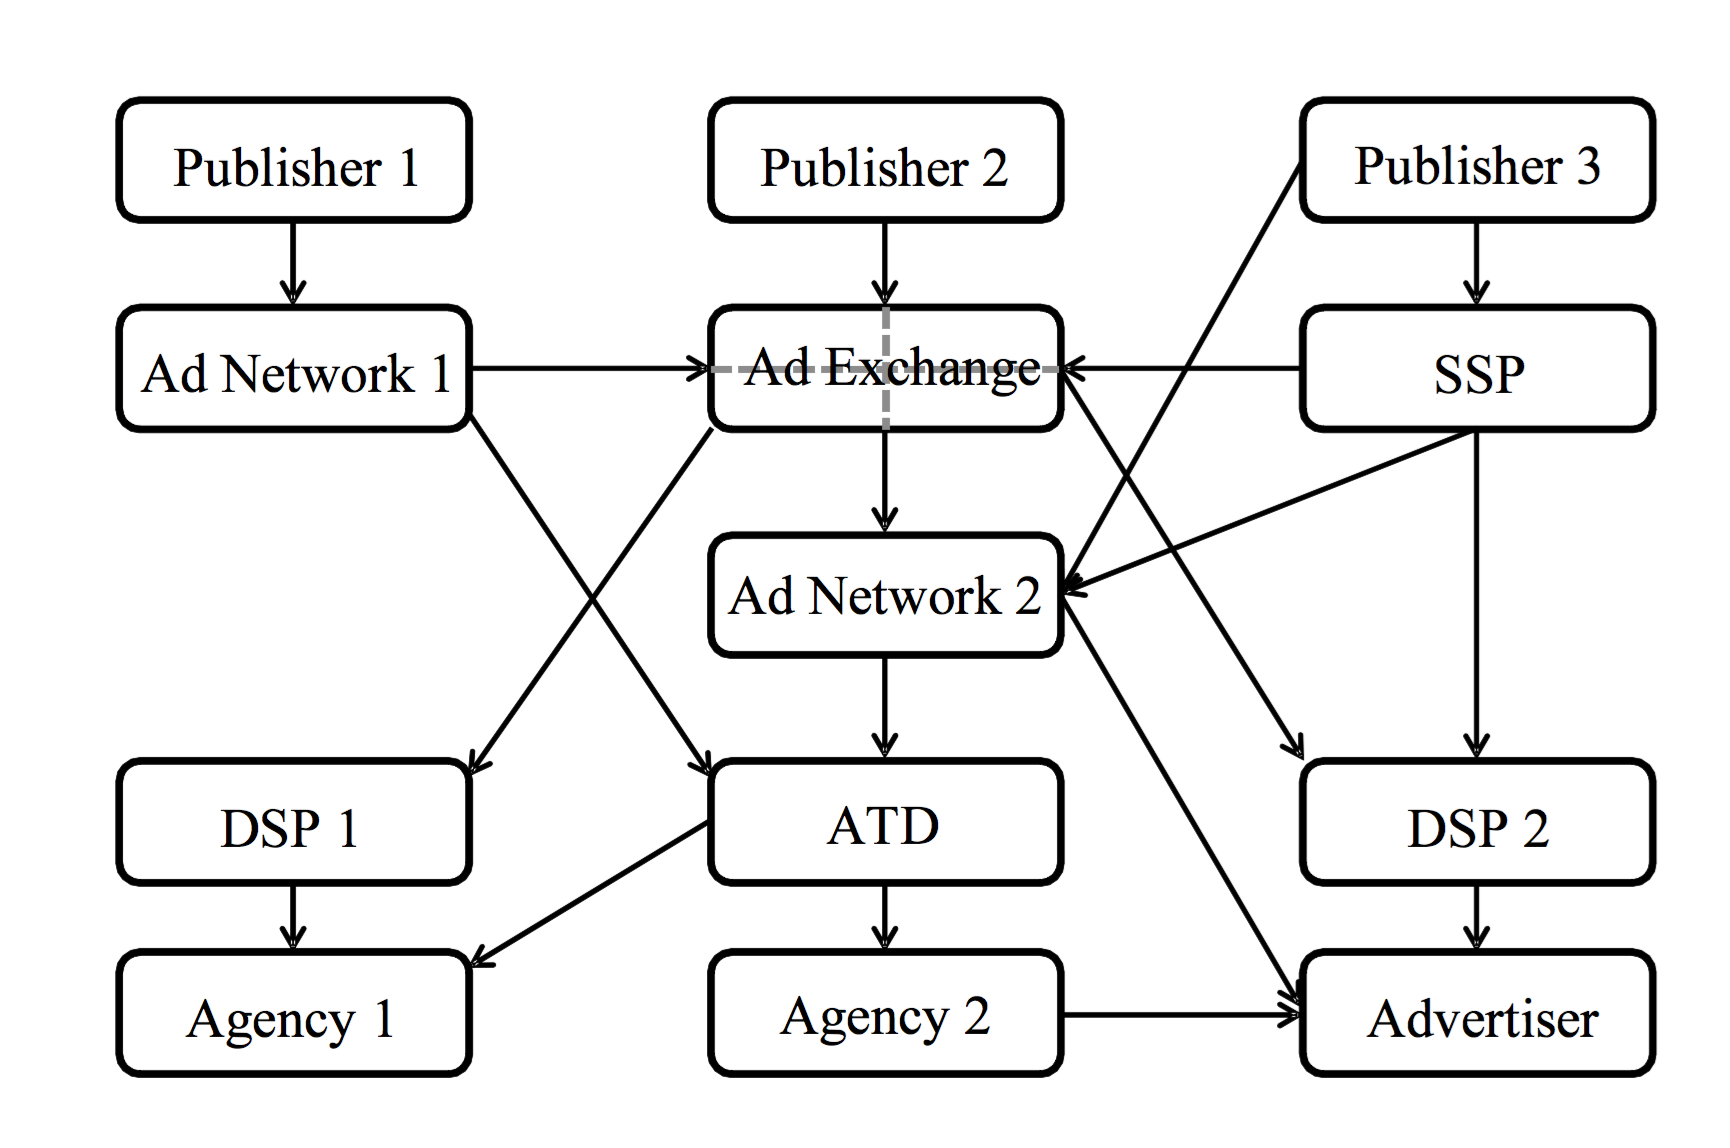 Publisher 1
Publisher 2
Publisher 3
Ad Network 1
Ad Exchange
SSP
Ad Network 2
DSP 1
ATD
DSP 2
Agency 1
Agency 2
Advertiser